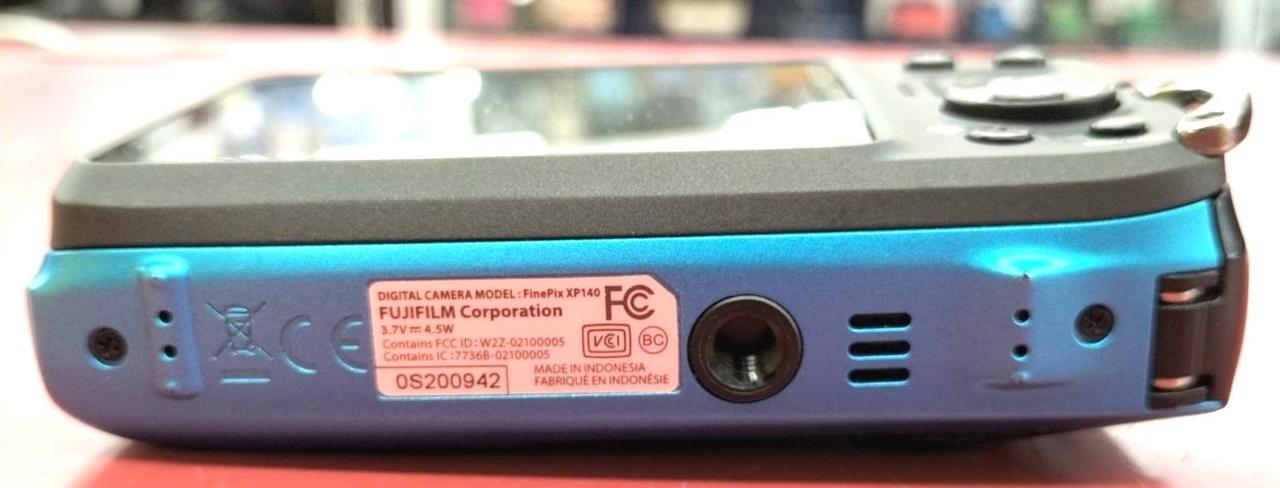 DIGITAL CAMERA MODEL : FinePix XP140
FC
FUJIFILM Corporation
3.7V⎓4.5W
Contains FCC ID : W2Z-02100005
Contains IC : 7736B-02100005
VCI
BC
0S200942
MADE IN INDONESIA
FABRIQUÉ EN INDONÉSIE
CE